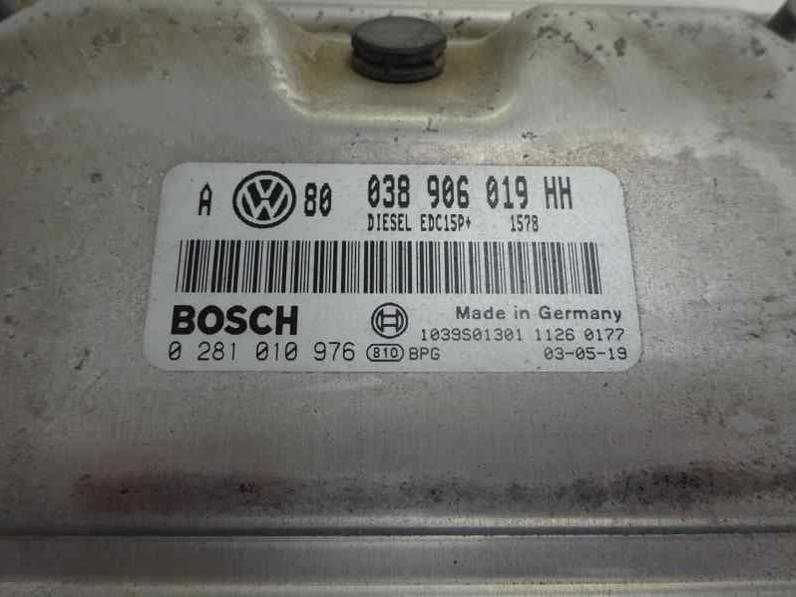 A VW 80 038 906 019 HH
DIESEL EDC15P+ 1578
BOSCH Made in Germany
1039S01301 1126 0177
0 281 010 976 810 BPG 03-05-19